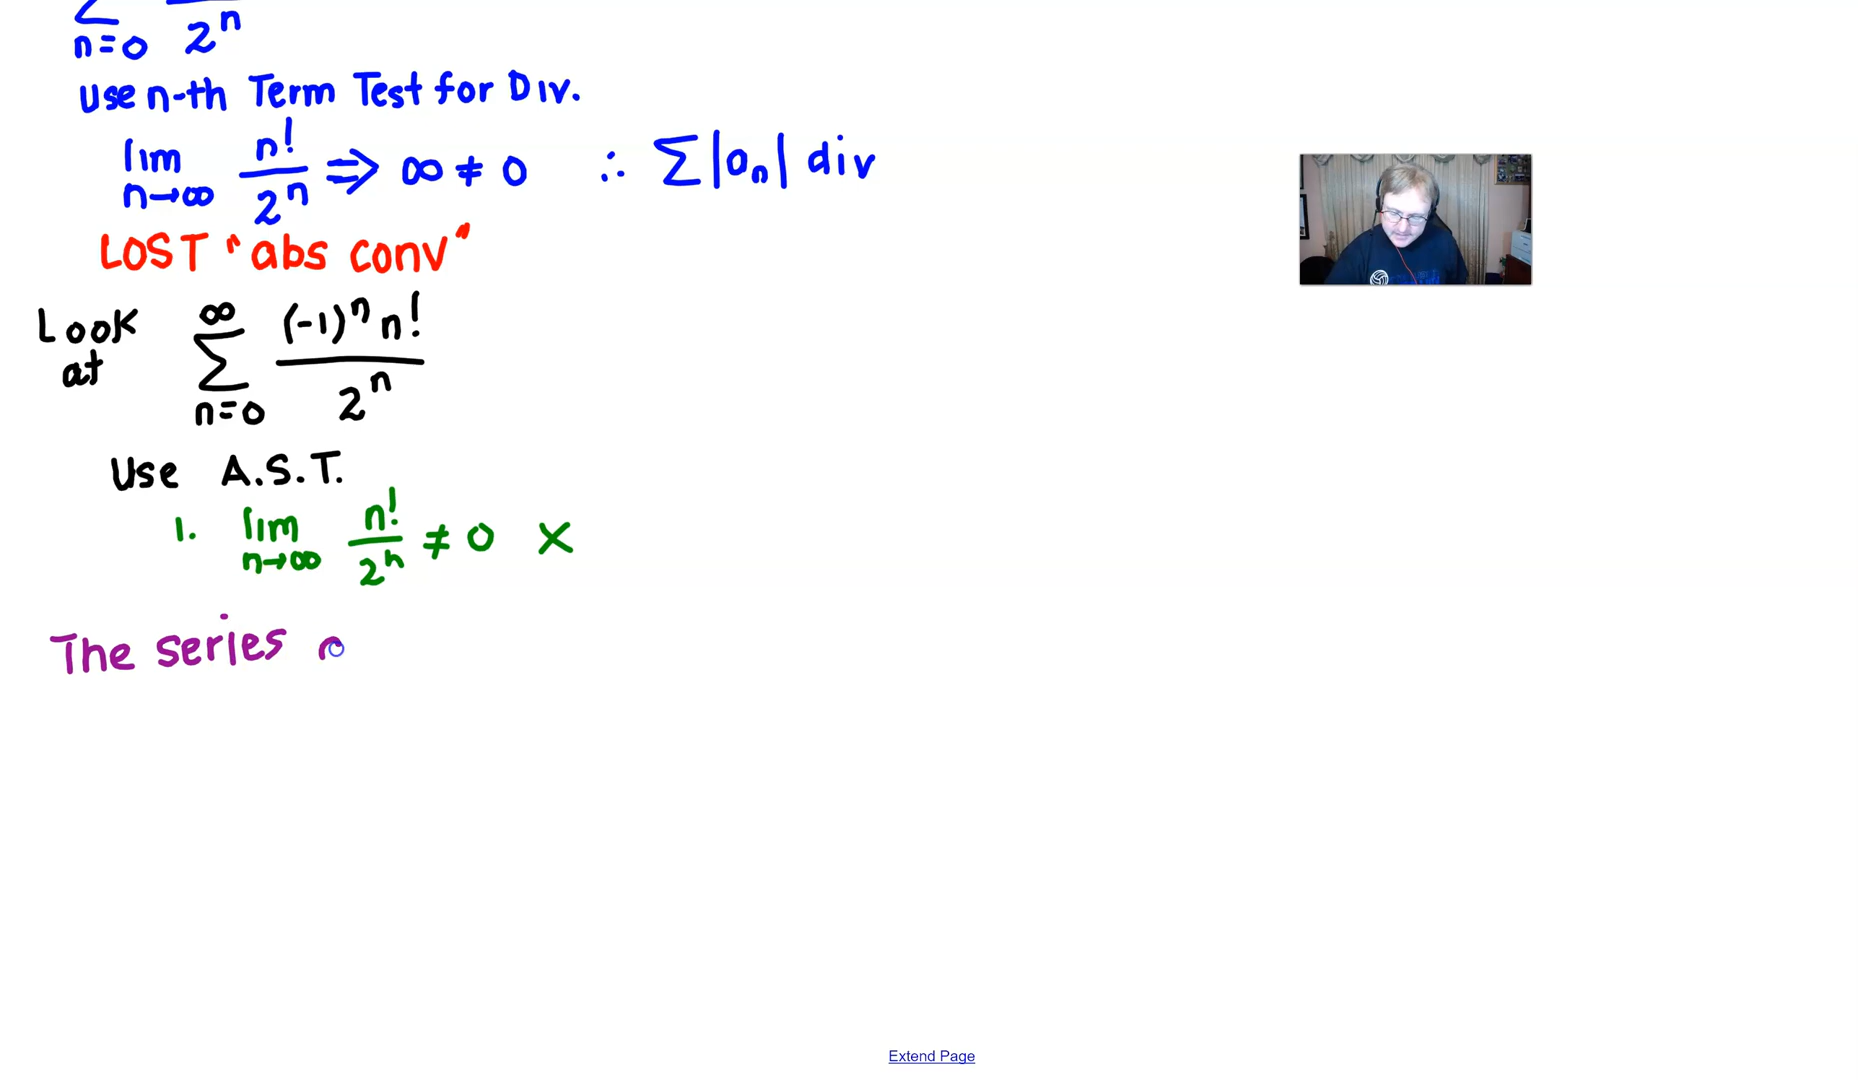 ∑ n=0 2^n
Use n-th Term Test for Div.
lim n→∞ n!/2^n ⇒ ∞ ≠ 0 ∴ ∑|a_n| div
LOST "abs conv"
Look at ∑_{n=0}^{∞} (-1)^n n!/2^n
Use A.S.T.
1. lim n→∞ n!/2^n ≠ 0 X
The series
Extend Page